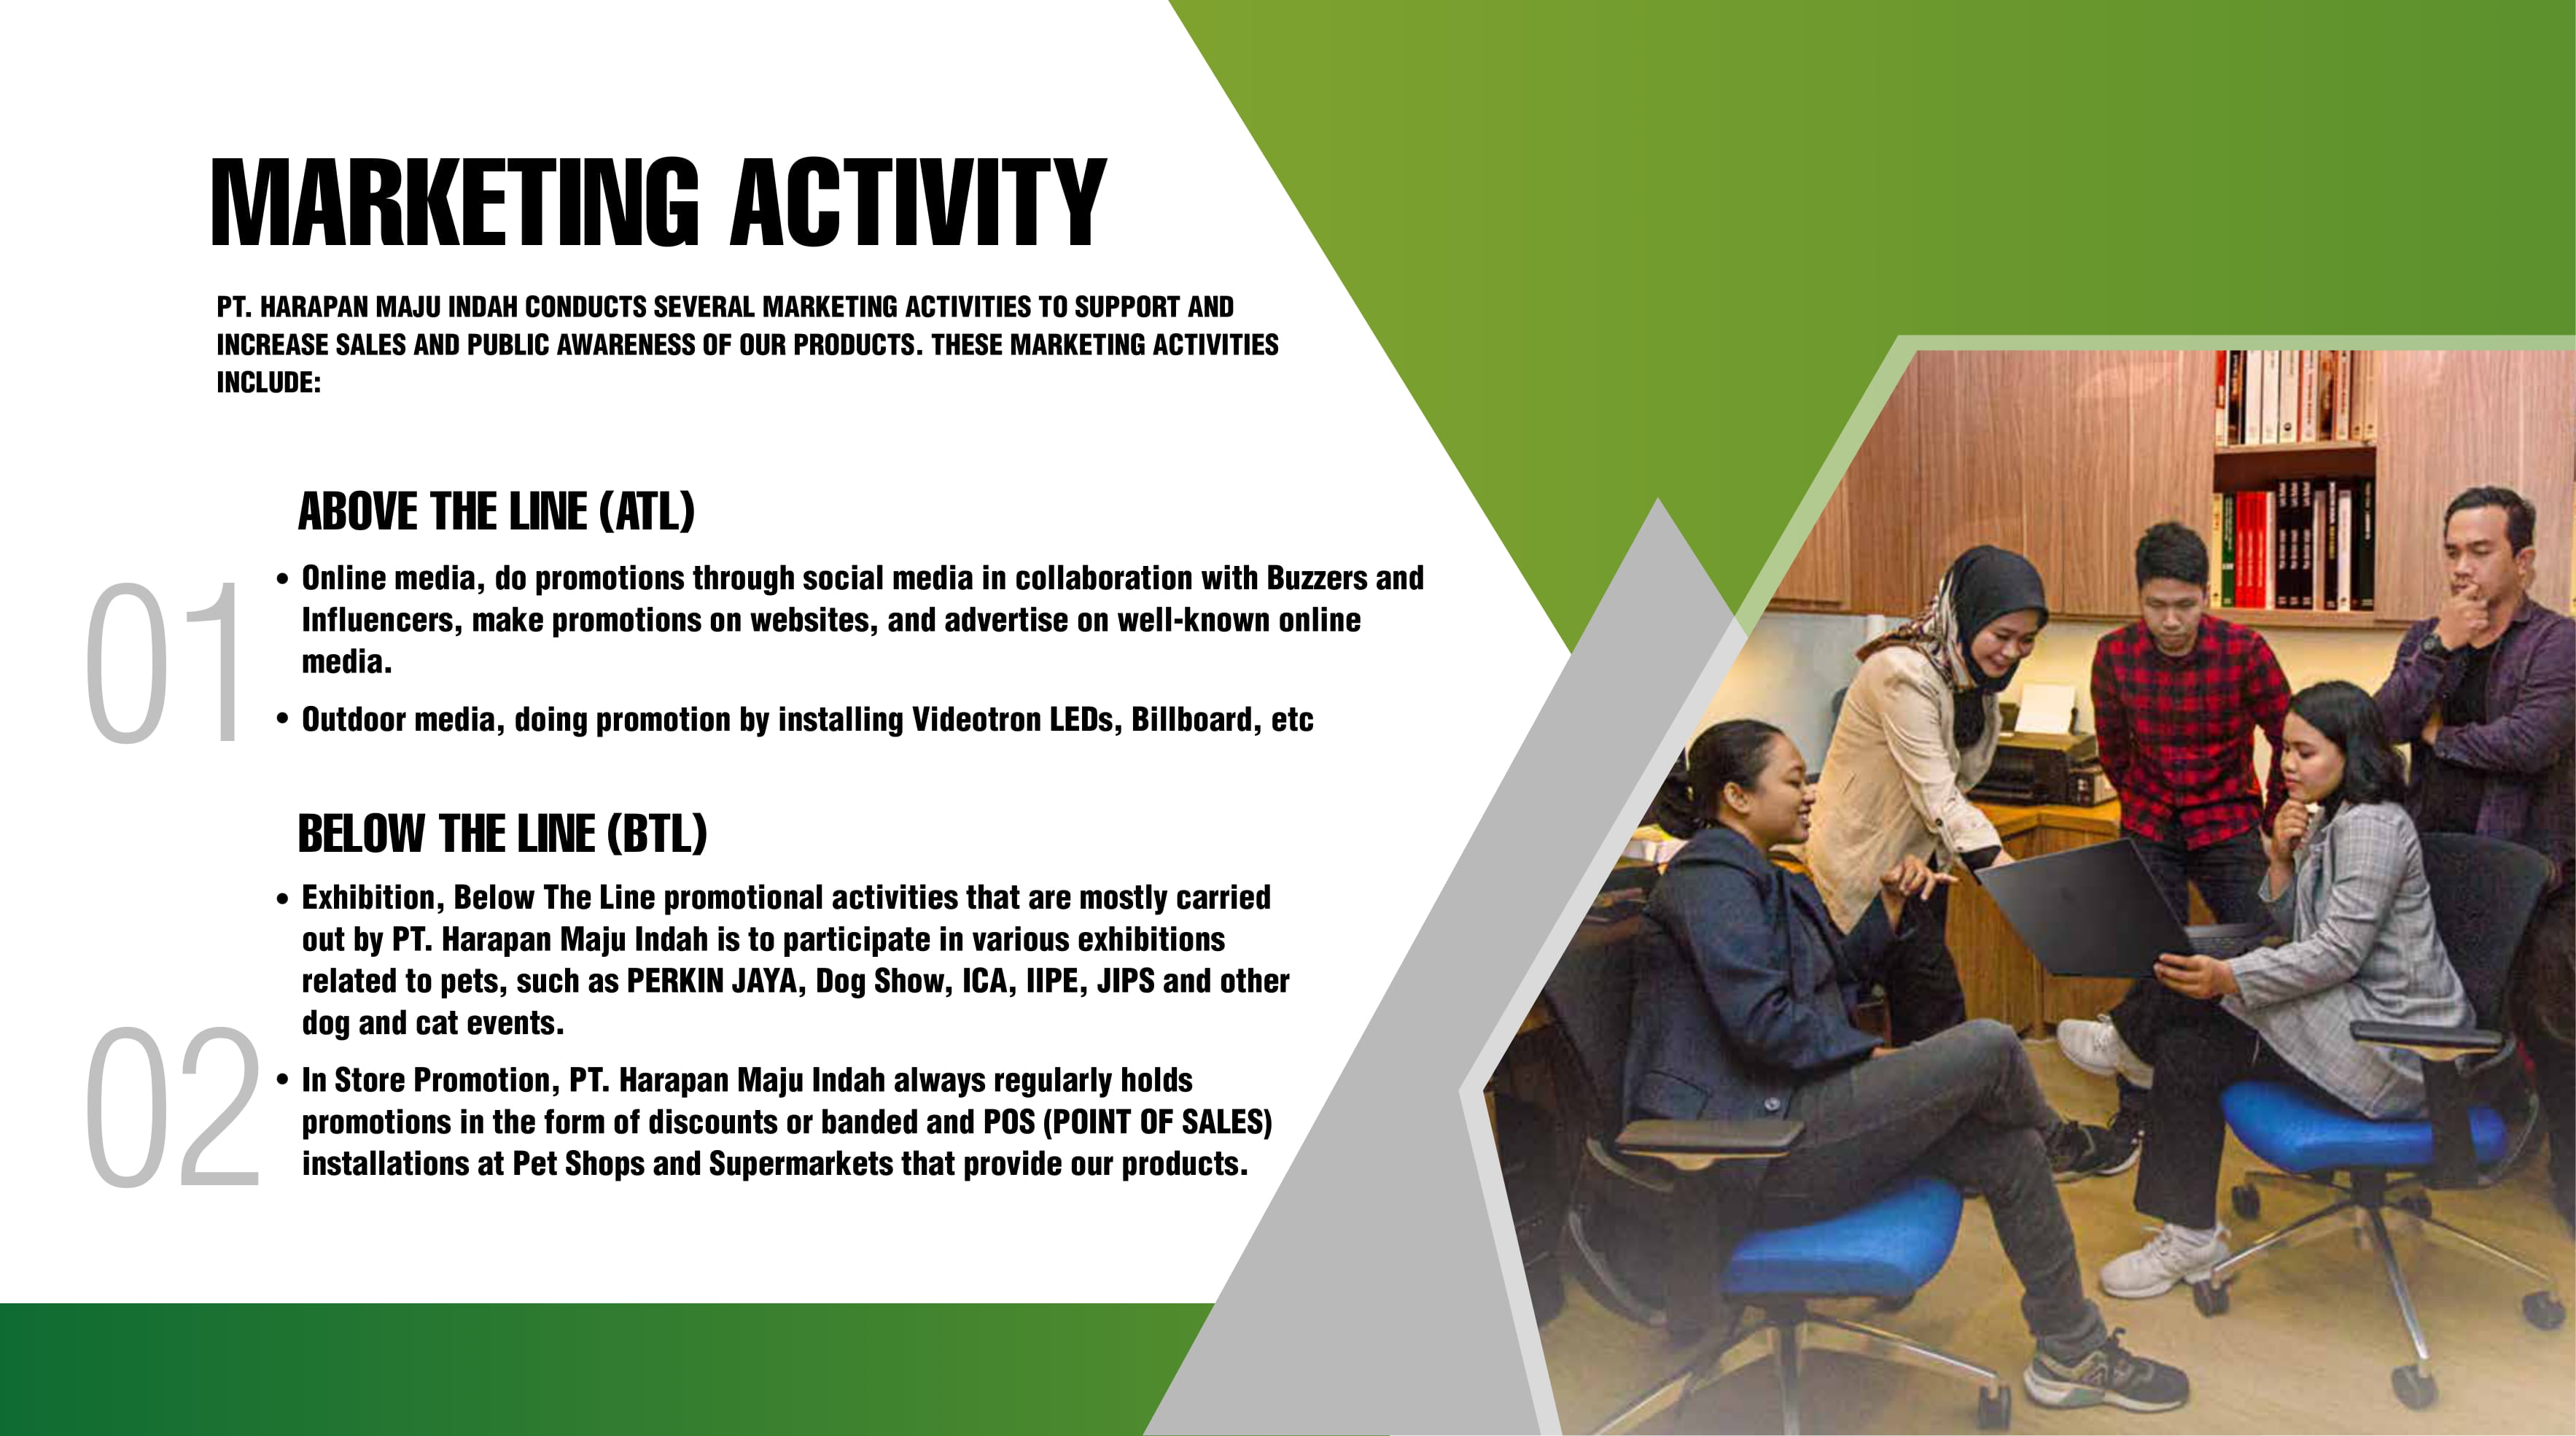 MARKETING ACTIVITY
PT. HARAPAN MAJU INDAH CONDUCTS SEVERAL MARKETING ACTIVITIES TO SUPPORT AND
INCREASE SALES AND PUBLIC AWARENESS OF OUR PRODUCTS. THESE MARKETING ACTIVITIES
INCLUDE:
01
ABOVE THE LINE (ATL)
• Online media, do promotions through social media in collaboration with Buzzers and
Influencers, make promotions on websites, and advertise on well-known online
media.
• Outdoor media, doing promotion by installing Videotron LEDs, Billboard, etc
02
BELOW THE LINE (BTL)
• Exhibition, Below The Line promotional activities that are mostly carried
out by PT. Harapan Maju Indah is to participate in various exhibitions
related to pets, such as PERKIN JAYA, Dog Show, ICA, IIPE, JIPS and other
dog and cat events.
• In Store Promotion, PT. Harapan Maju Indah always regularly holds
promotions in the form of discounts or banded and POS (POINT OF SALES)
installations at Pet Shops and Supermarkets that provide our products.